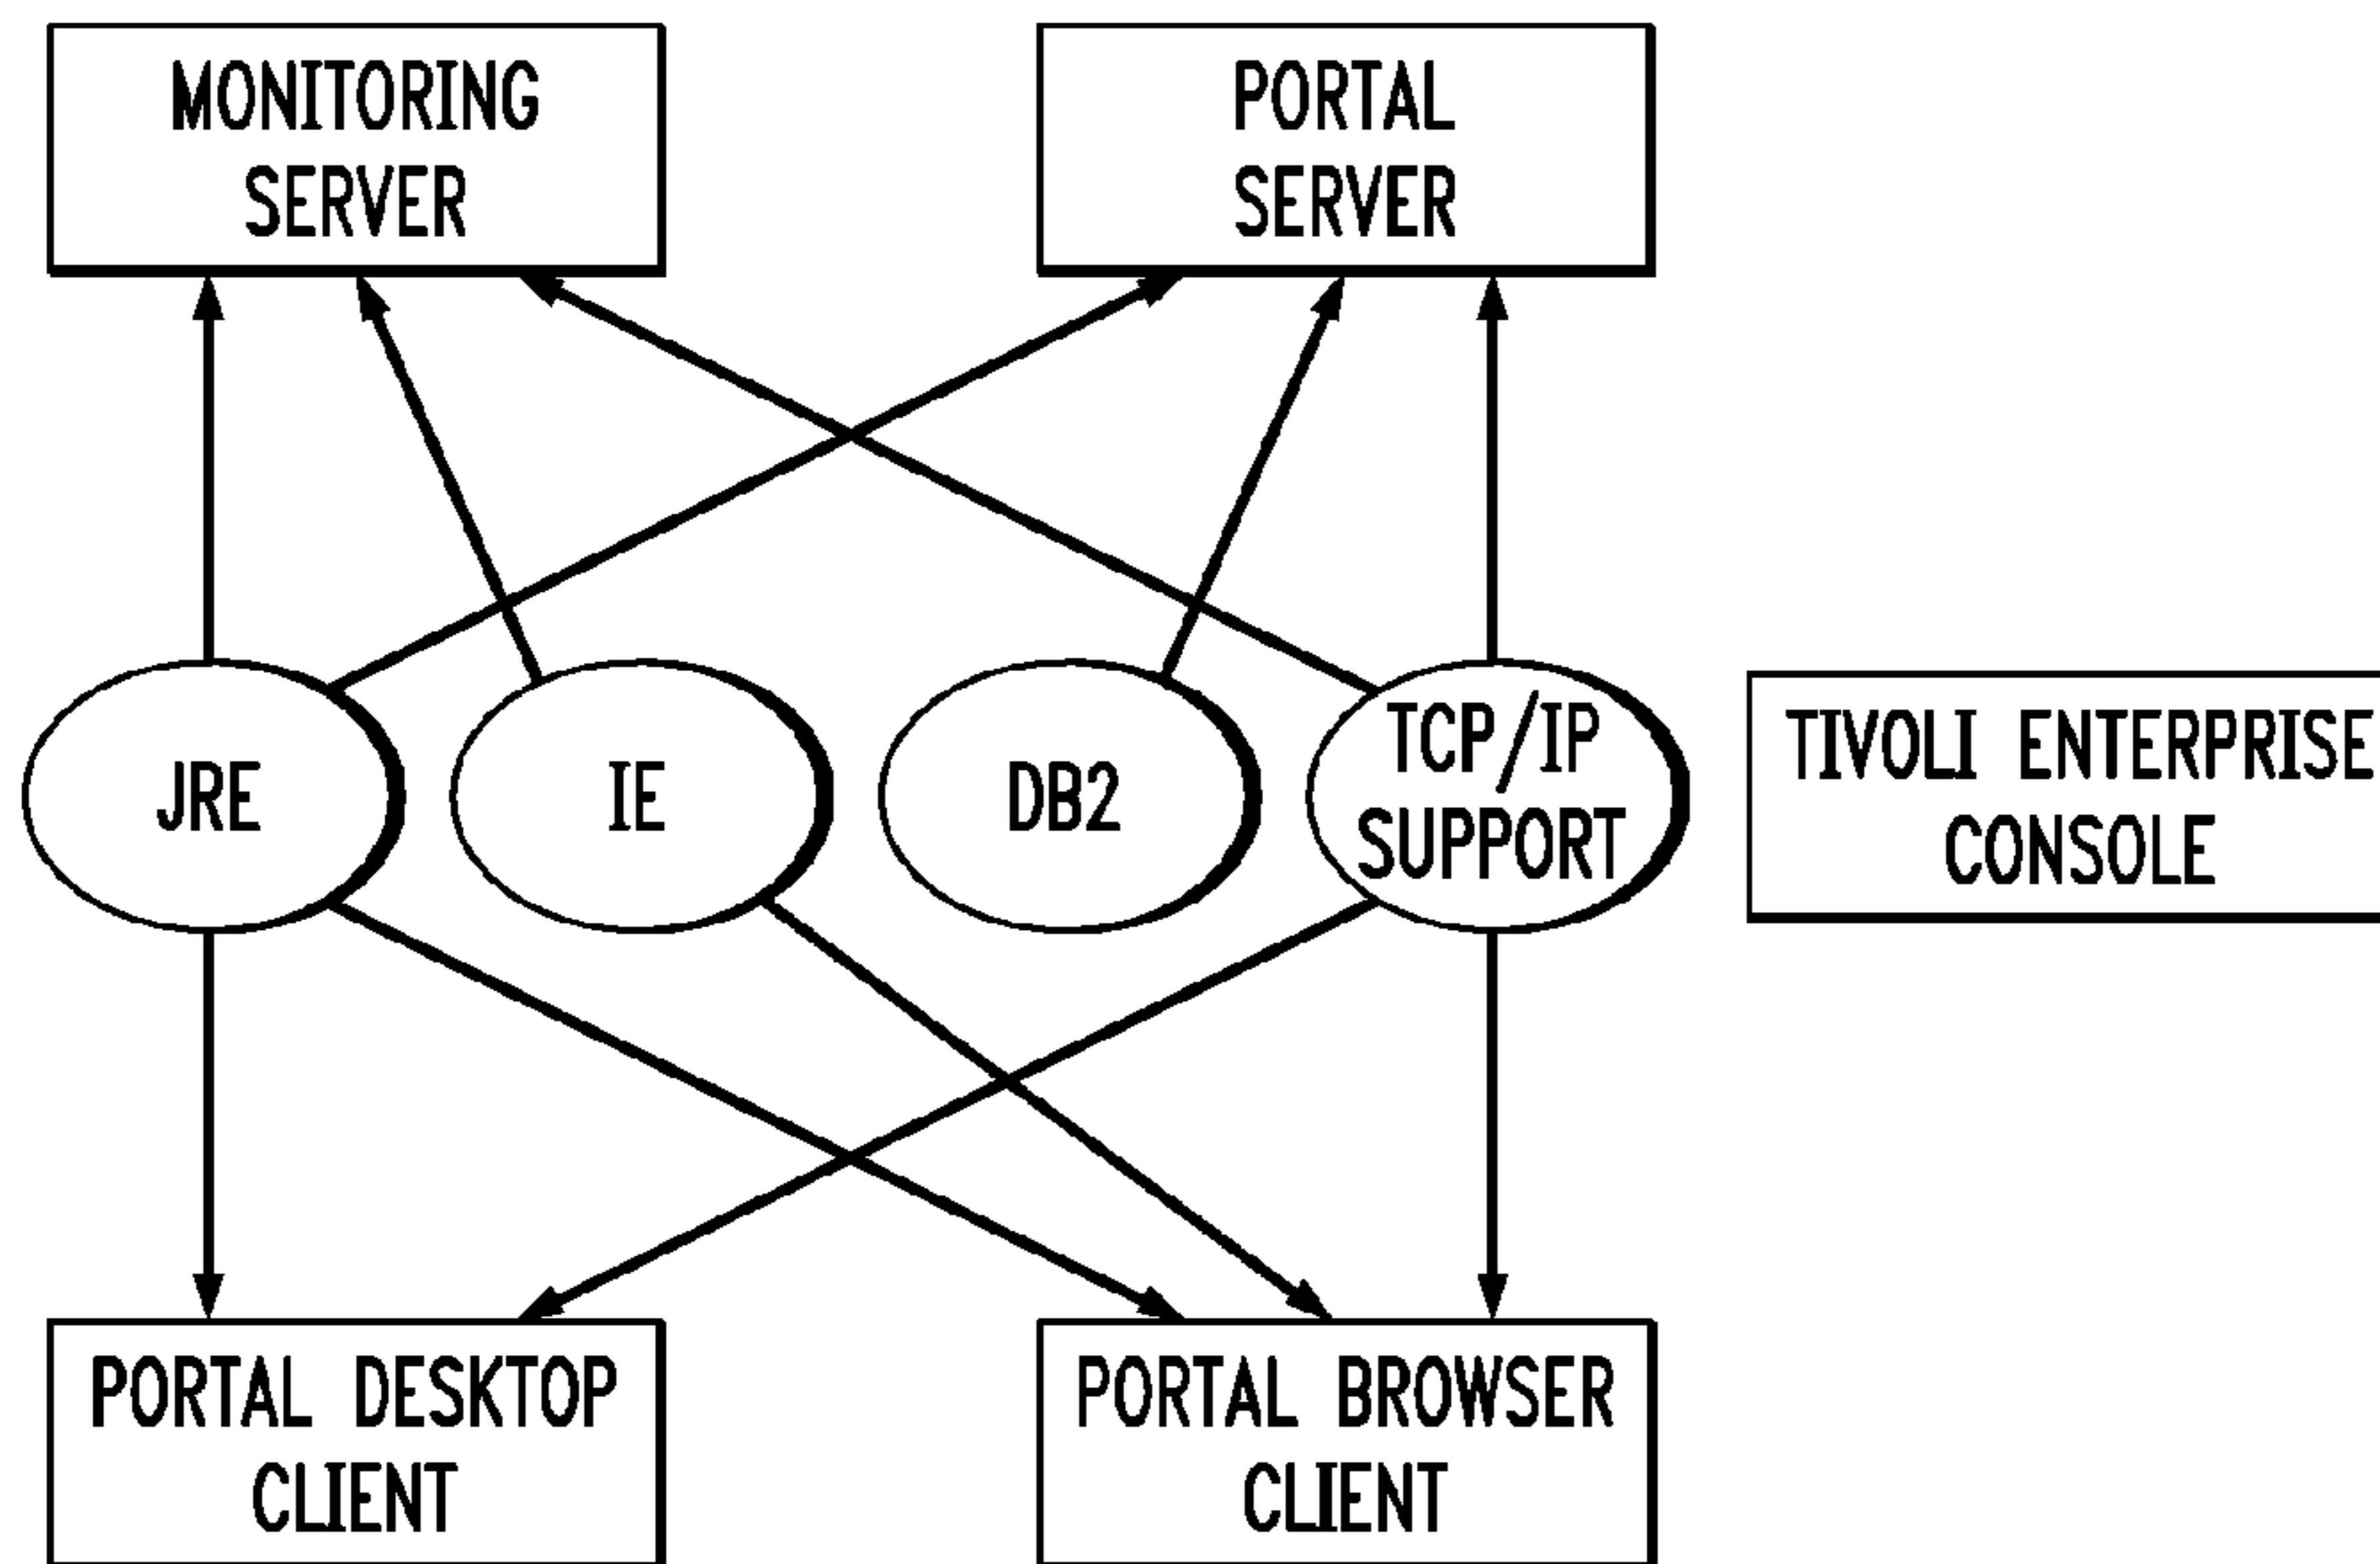 MONITORING
SERVER
PORTAL
SERVER
JRE
IE
DB2
TCP/IP
SUPPORT
TIVOLI ENTERPRISE
CONSOLE
PORTAL DESKTOP
CLIENT
PORTAL BROWSER
CLIENT